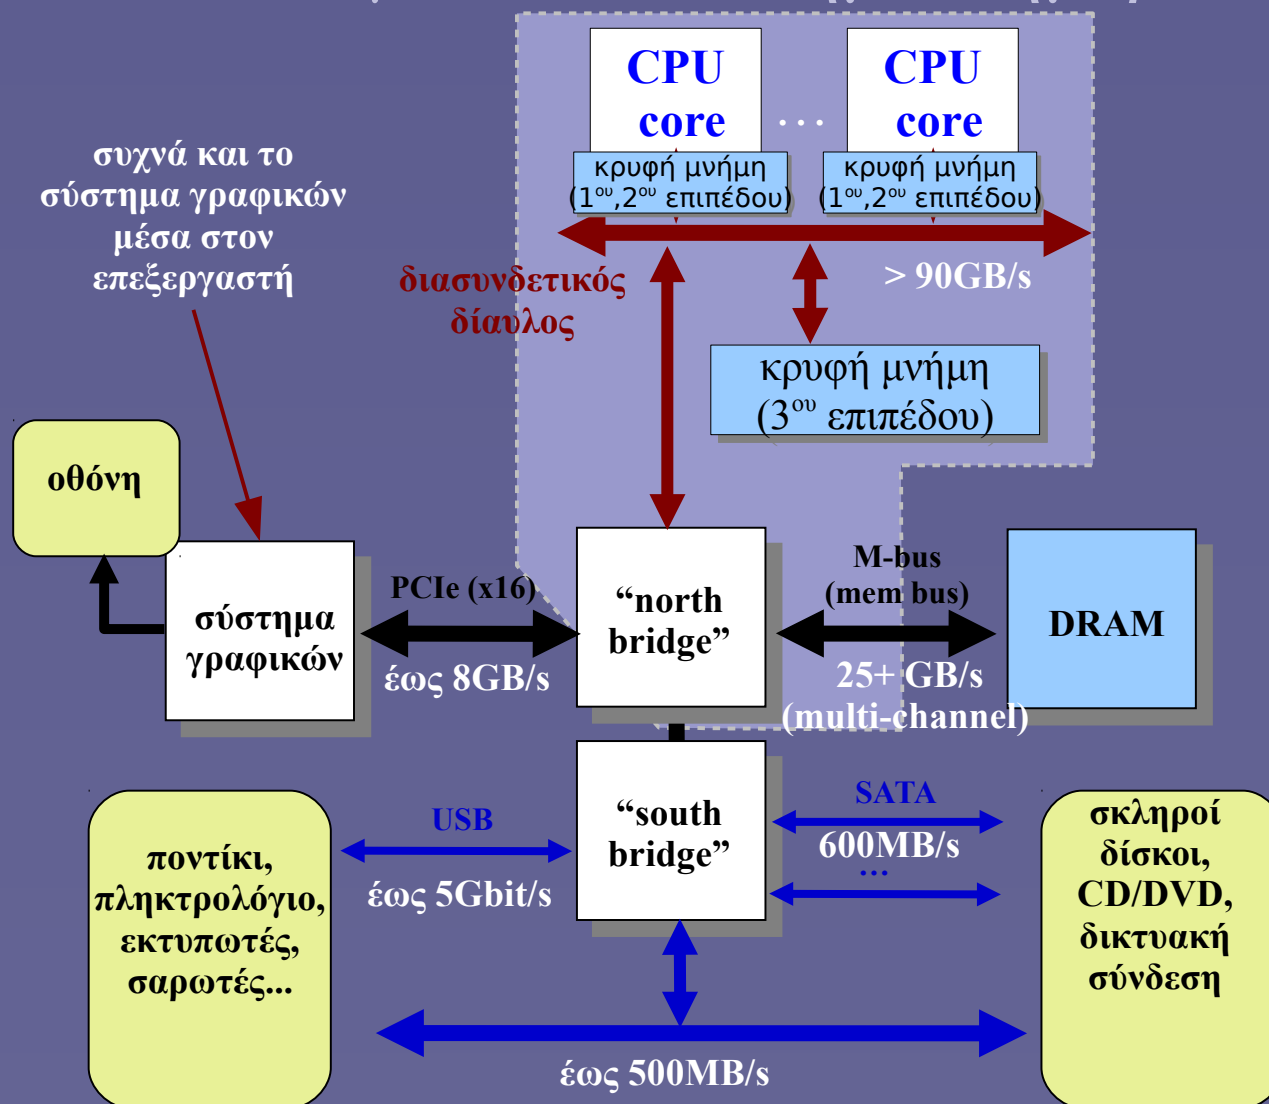 CPU
core
...
CPU
core
κρυφή μνήμη
(1ου,2ου επιπέδου)
κρυφή μνήμη
(1ου,2ου επιπέδου)
συχνά και το
σύστημα γραφικών
μέσα στον
επεξεργαστή
διασυνδετικός
δίαυλος
> 90GB/s
κρυφή μνήμη
(3ου επιπέδου)
οθόνη
σύστημα
γραφικών
PCIe (x16)
έως 8GB/s
“north
bridge”
M-bus
(mem bus)
25+ GB/s
(multi-channel)
DRAM
ποντίκι,
πληκτρολόγιο,
εκτυπωτές,
σαρωτές...
USB
έως 5Gbit/s
“south
bridge”
SATA
600MB/s
...
σκληροί
δίσκοι,
CD/DVD,
δικτυακή
σύνδεση
έως 500MB/s